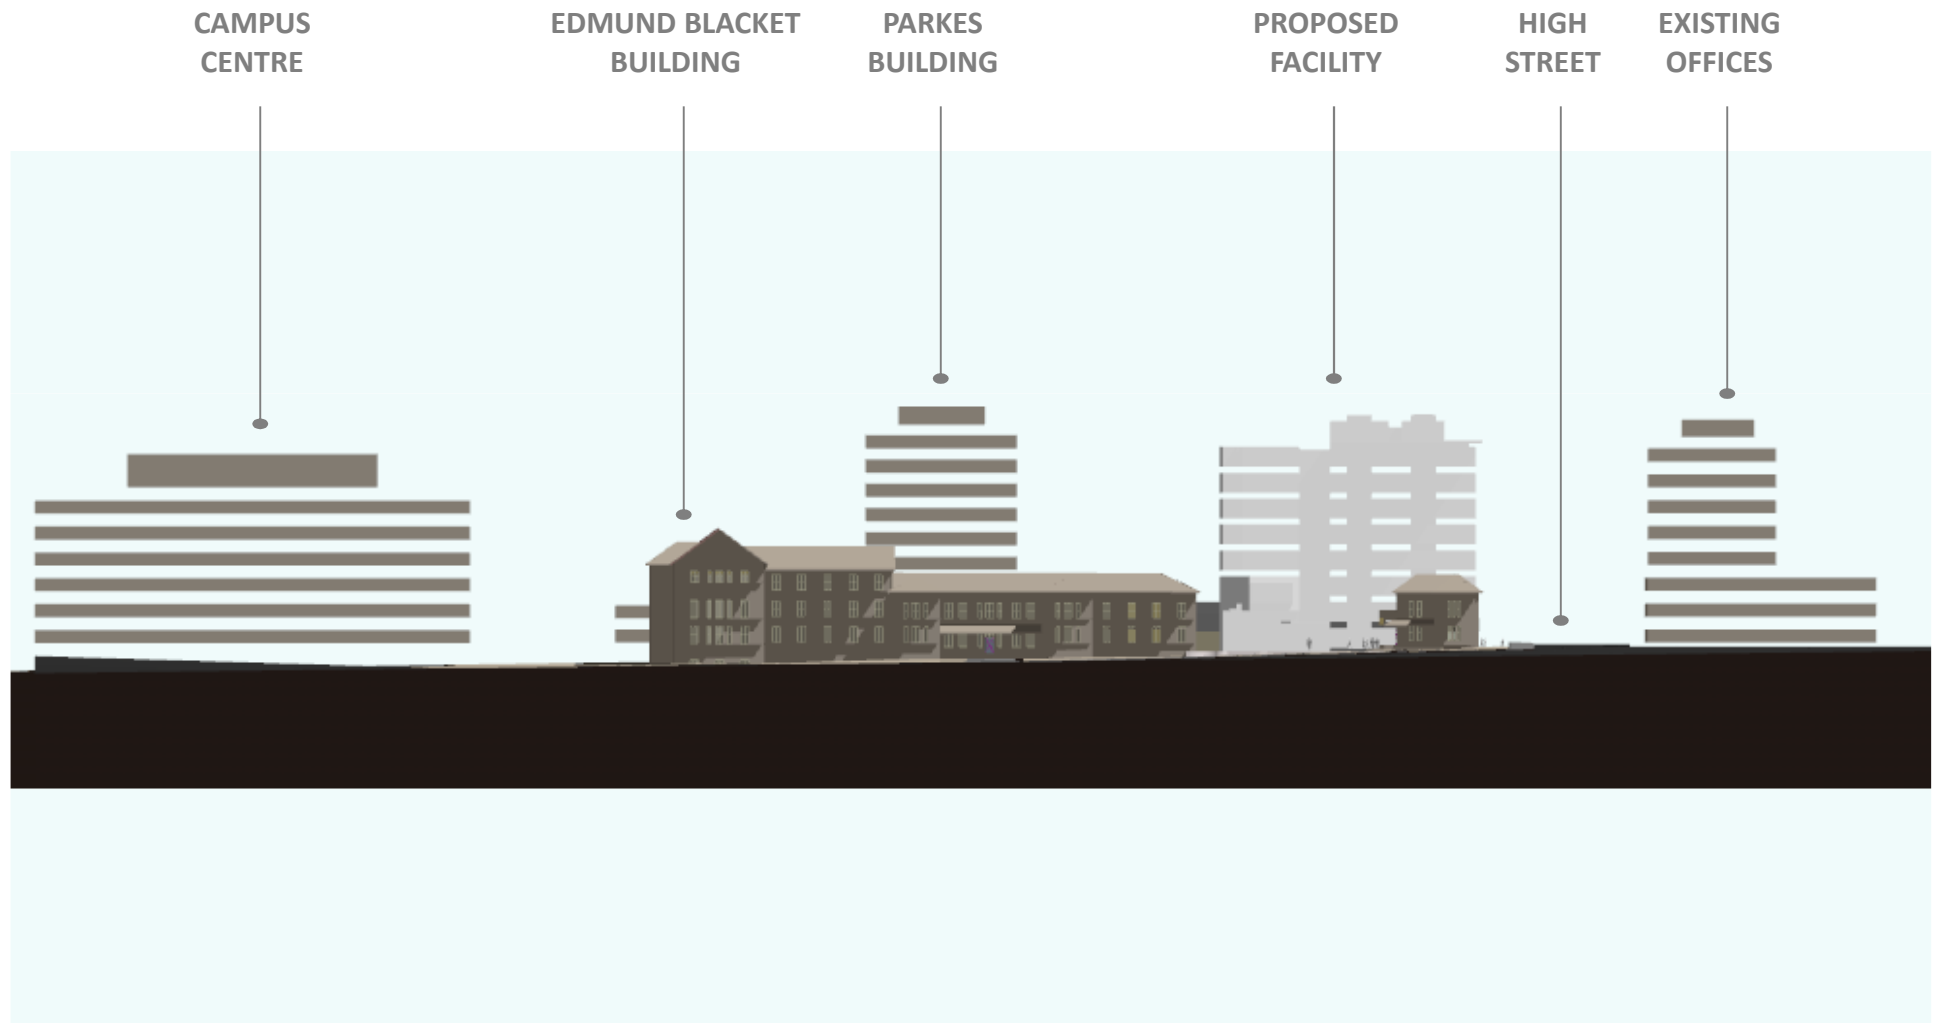 CAMPUS
CENTRE
EDMUND BLACKET
BUILDING
PARKES
BUILDING
PROPOSED
FACILITY
HIGH
STREET
EXISTING
OFFICES